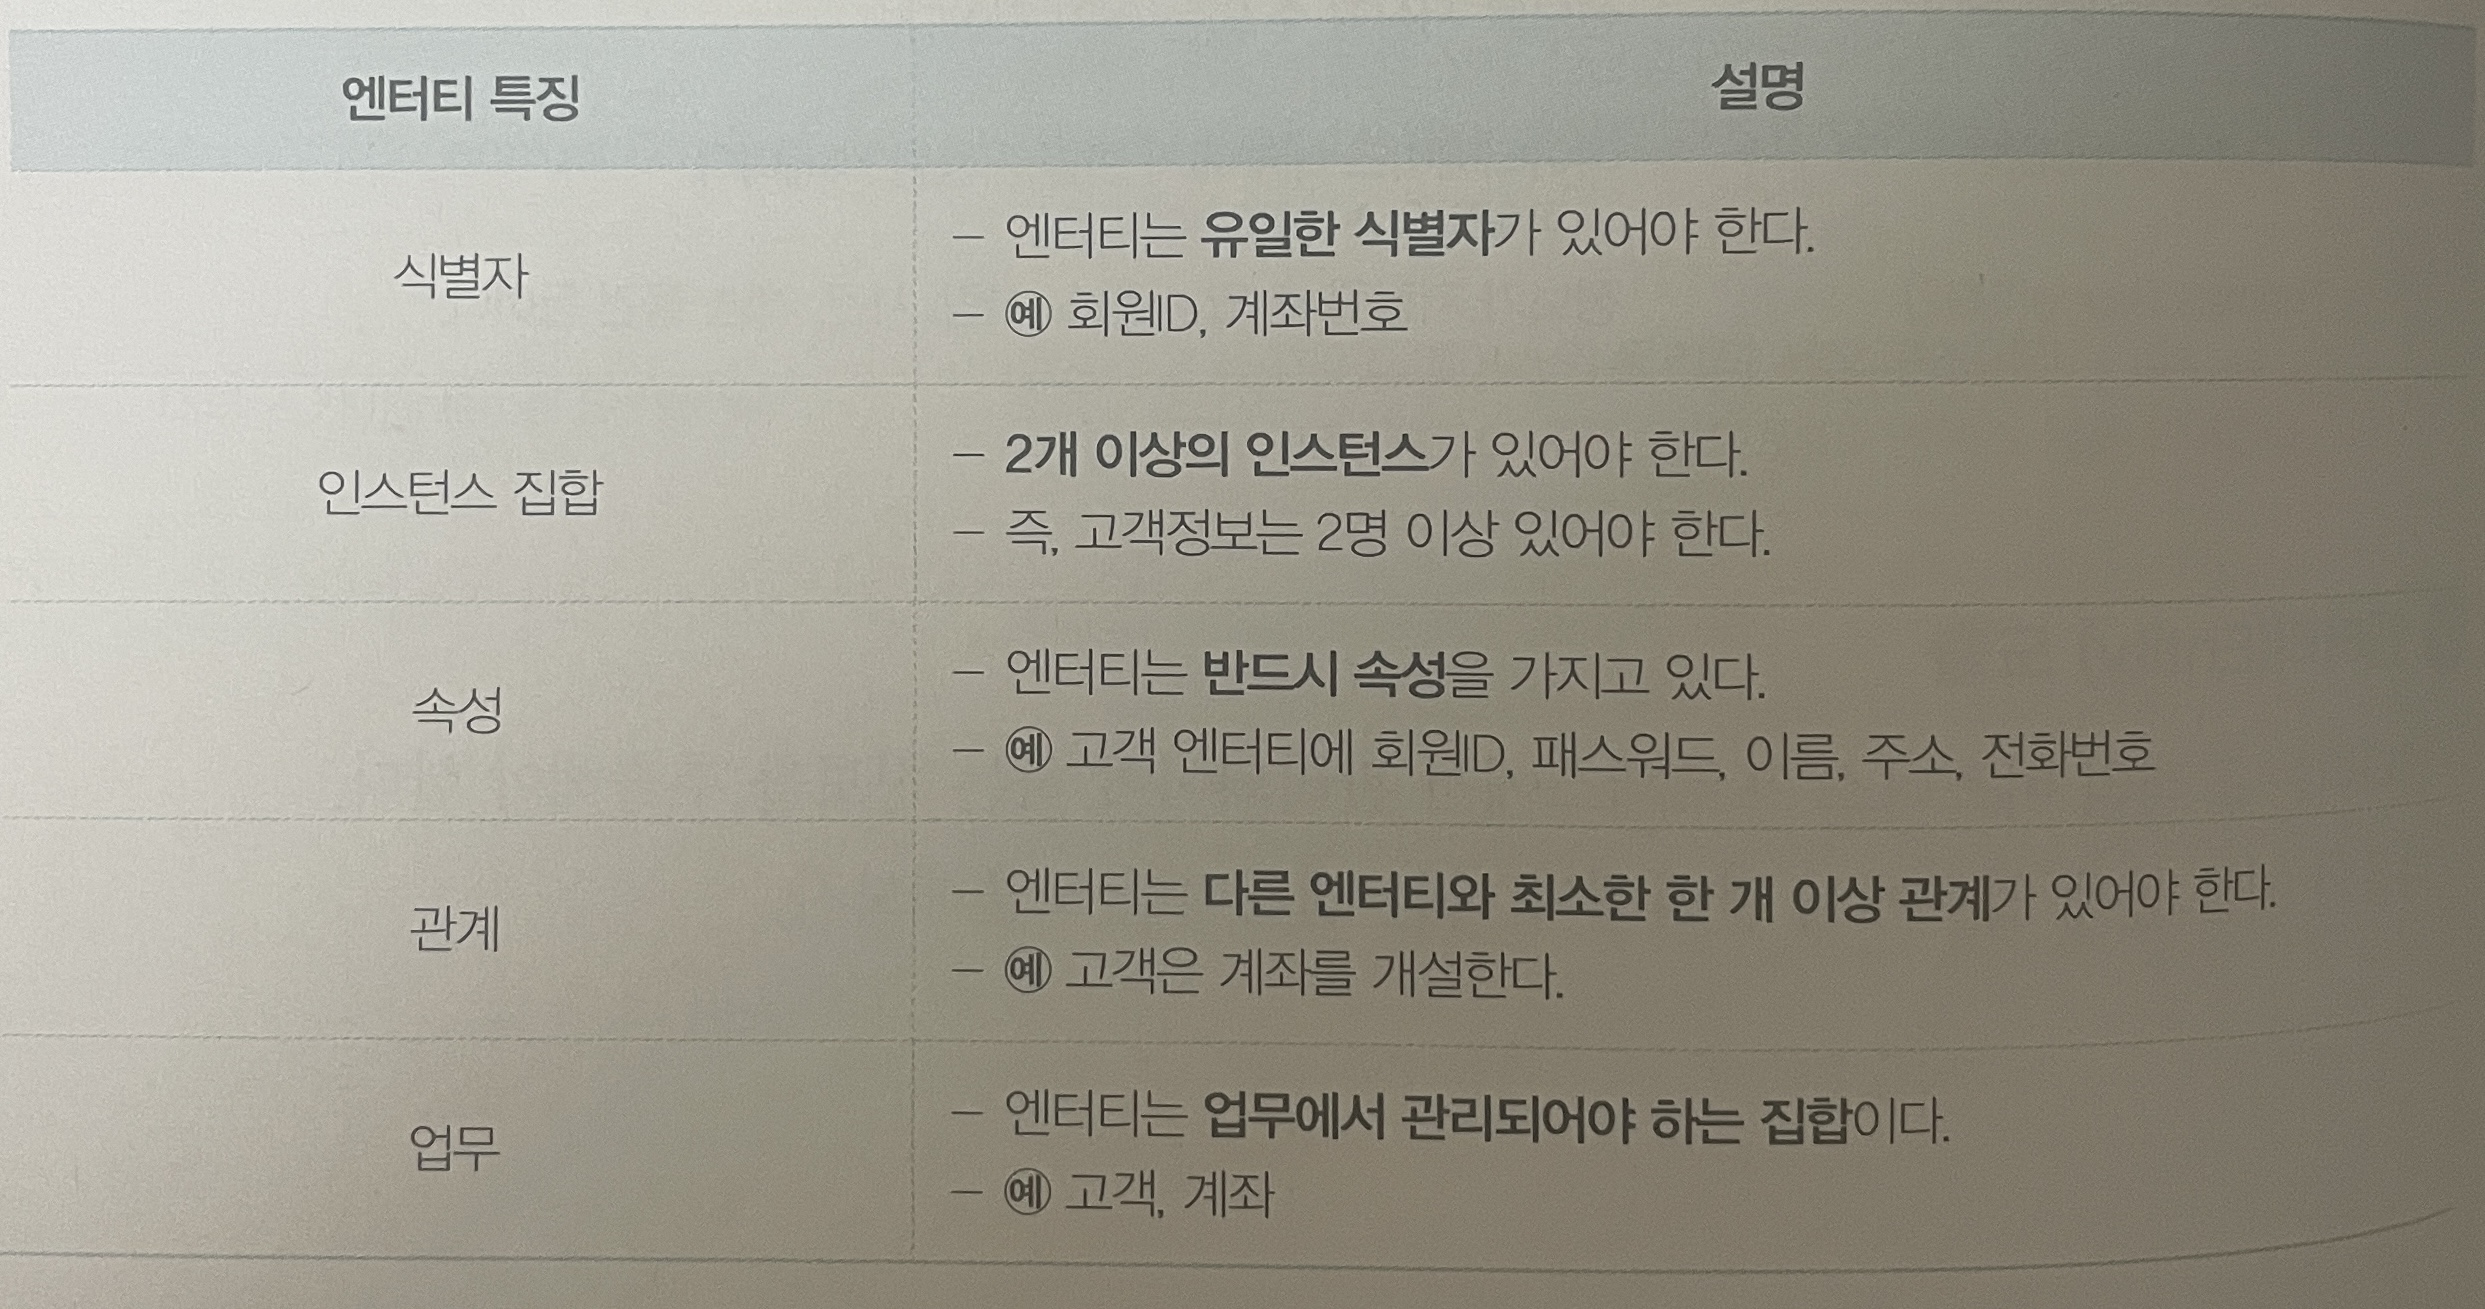 엔터티 특징
설명
식별자
– 엔터티는 유일한 식별자가 있어야 한다.
– ㉠ 회원ID, 계좌번호
인스턴스 집합
– 2개 이상의 인스턴스가 있어야 한다.
– 즉, 고객정보는 2명 이상 있어야 한다.
속성
– 엔터티는 반드시 속성을 가지고 있다.
– 예 고객 엔터티에 회원ID, 패스워드, 이름, 주소, 전화번호
관계
– 엔터티는 다른 엔터티와 최소한 한 개 이상 관계가 있어야 한다.
– 예 고객은 계좌를 개설한다.
업무
– 엔터티는 업무에서 관리되어야 하는 집합이다.
– 예 고객, 계좌